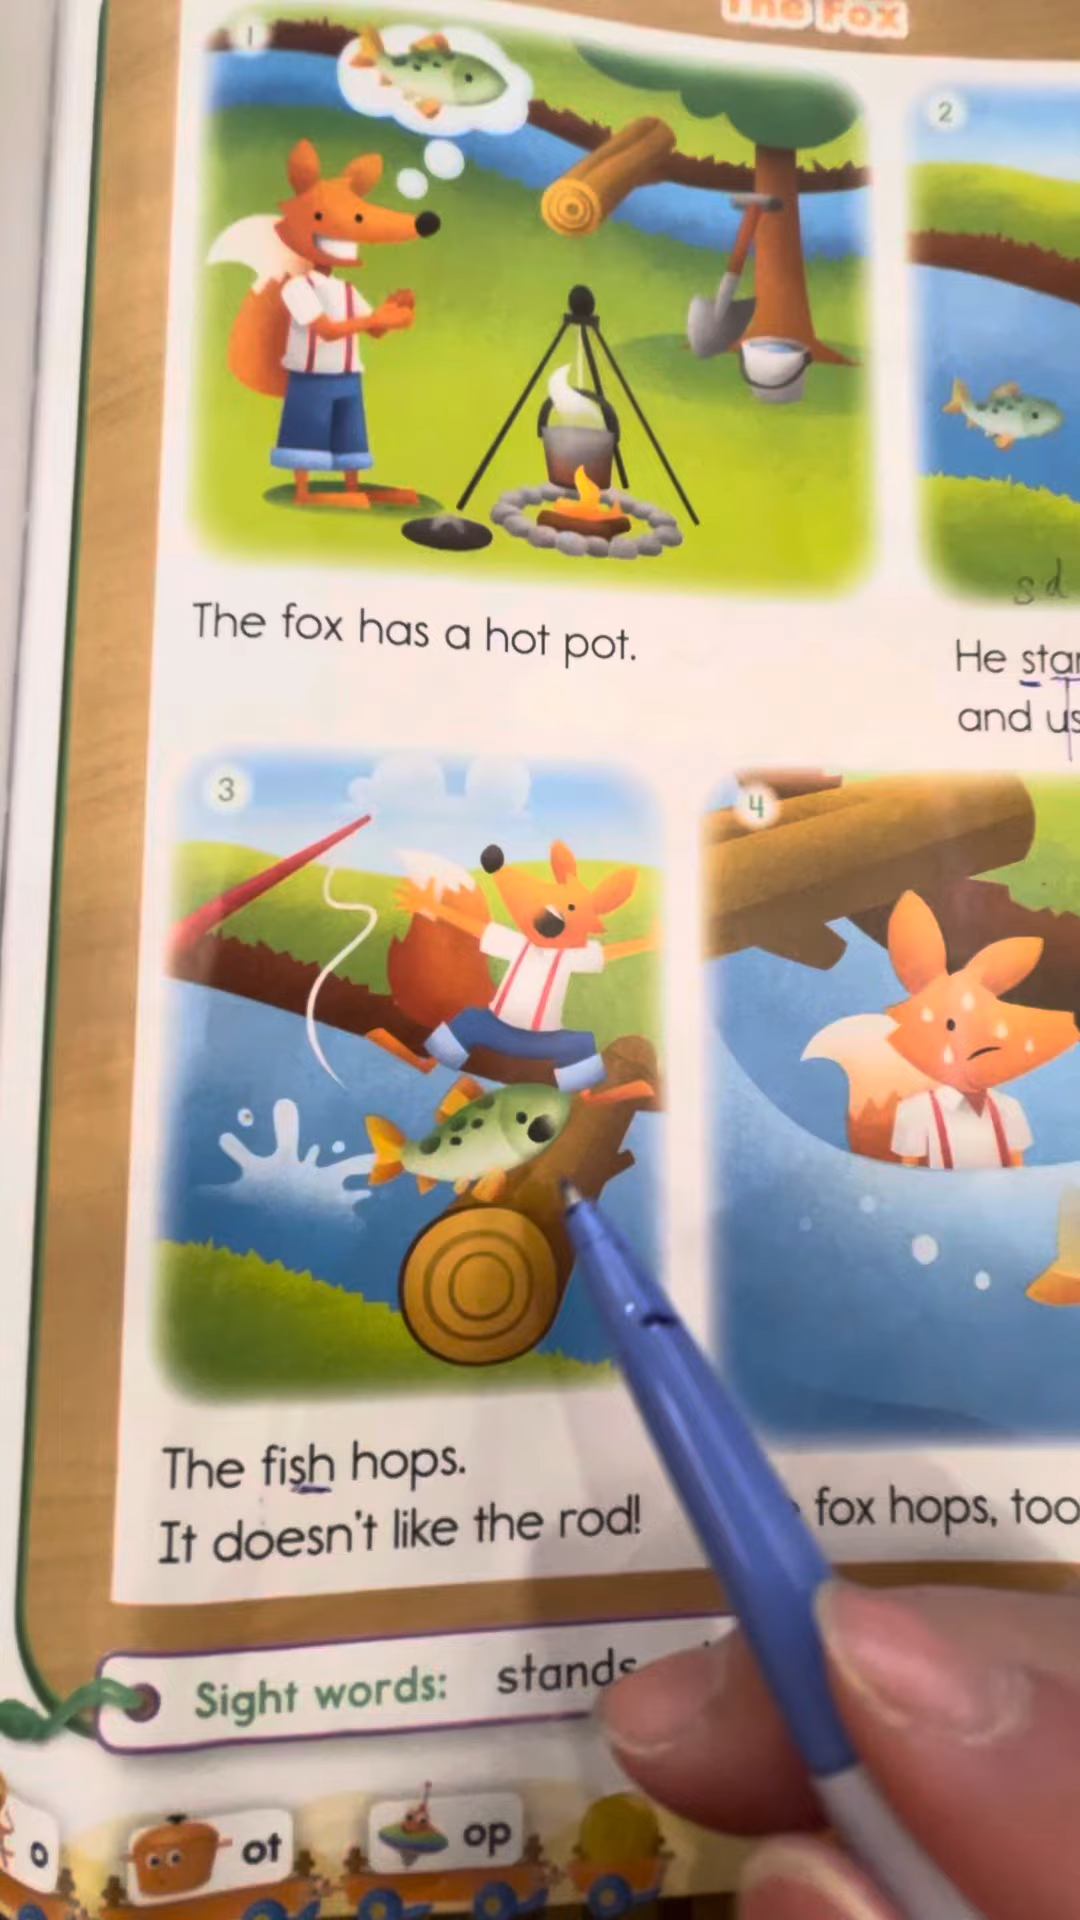 The Fox
1
2
The fox has a hot pot.
sd
He
and
3
4
The fish hops.
It doesn't like the rod!
fox hops, too
Sight words: stands
o
ot
op